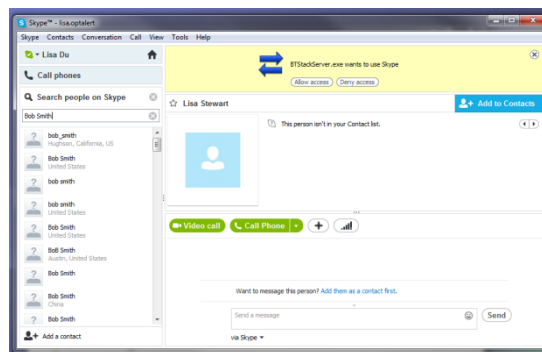 Skype™ - lisa.optalert
Skype Contacts Conversation Call View Tools Help
Lisa Du
Call phones
Search people on Skype
Bob Smith
bob_smith
Hughson, California, US
Bob Smith
United States
bob smith
bob smith
United States
Bob Smith
United States
BoB Smith
Austin, United States
Bob Smith
Bob Smith
China
Bob Smith
Add a contact
BTStackServer.exe wants to use Skype
Allow access Deny access
Lisa Stewart
Add to Contacts
This person isn't in your Contact list.
Video call Call Phone
Want to message this person? Add them as a contact first.
Send a message
Send
via Skype